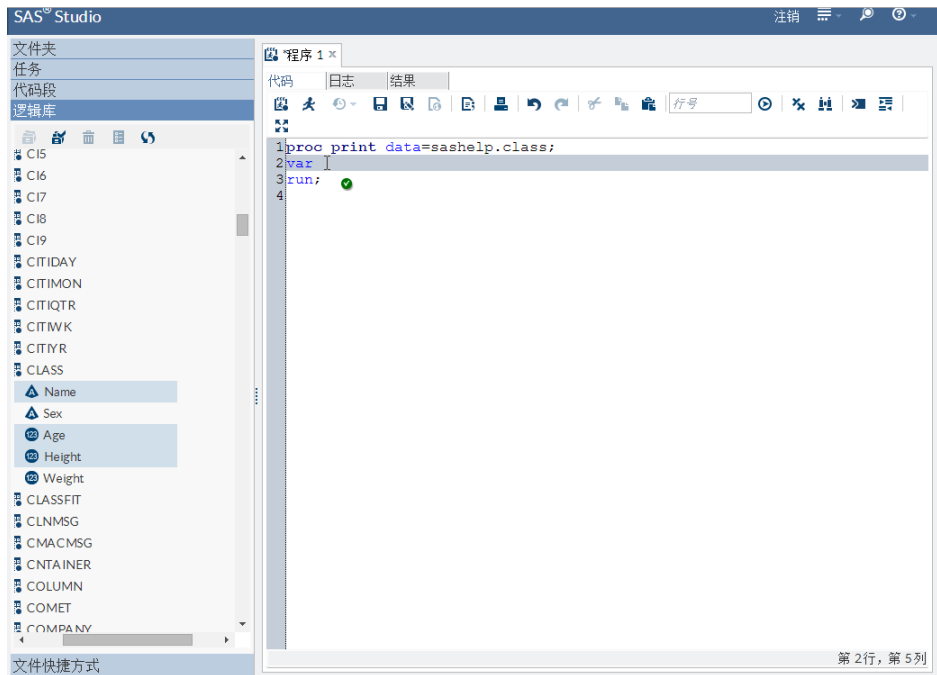 SAS® Studio
注销
文件夹
任务
代码段
逻辑库
CI5
CI6
CI7
CI8
CI9
CITIDAY
CITIMON
CITIQTR
CITIWK
CITIYR
CLASS
Name
Sex
123 Age
123 Height
123 Weight
CLASSFIT
CLNMSG
CMACMSG
CNTAINER
COLUMN
COMET
COMPANY
文件快捷方式
*程序 1 ×
代码 日志 结果
行号
1 proc print data=sashelp.class;
2 var
3 run;
4
第 2行，第 5列